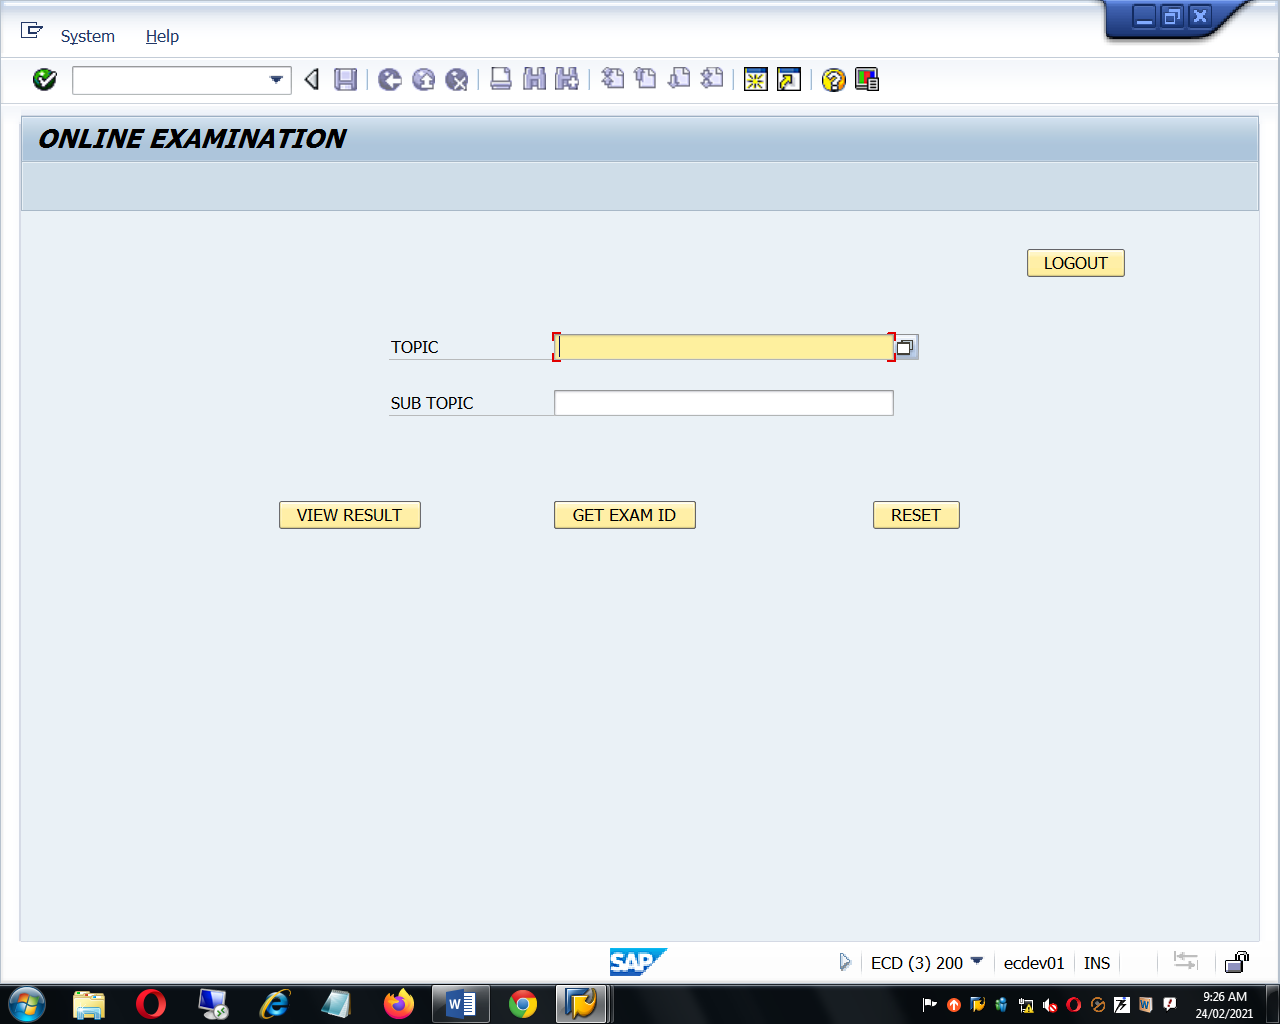 System Help
ONLINE EXAMINATION
LOGOUT
TOPIC
SUB TOPIC
VIEW RESULT GET EXAM ID RESET
SAP ECD (3) 200 ecdev01 INS
9:26 AM
24/02/2021